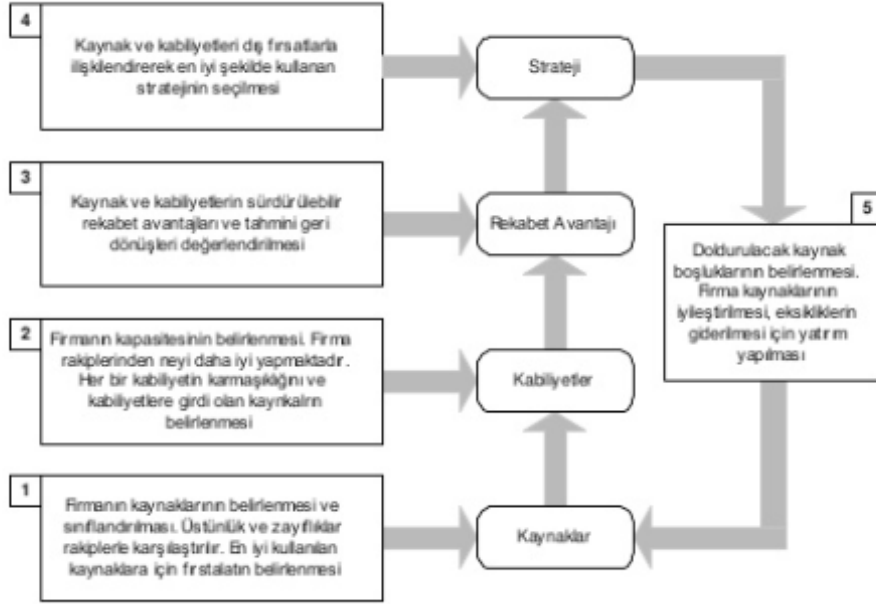 4
Kaynak ve kabiliyetleri dış fırsatlarla
ilişkilendirerek en iyi şekilde kullanan
stratejinin seçilmesi
Strateji
3
Kaynak ve kabiliyetlerin sürdürülebilir
rekabet avantajları ve tahmini geri
dönüşleri değerlendirilmesi
Rekabet Avantajı
5
Doldurulacak kaynak
boşluklarının belirlenmesi.
Firma kaynaklarının
iyileştirilmesi, eksikliklerin
giderilmesi için yatırım
yapılması
2
Firmanın kapasitesinin belirlenmesi. Firma
rakiplerinden neyi daha iyi yapmaktadır.
Her bir kabiliyetin karmaşıklığını ve
kabiliyetlere girdi olan kaynkalrın
belirlenmesi
Kabiliyetler
1
Firmanın kaynaklarının belirlenmesi ve
sınıflandırılması. Üstünlük ve zayıflıklar
rakiplerle karşılaştırılır. En iyi kullanılan
kaynaklara için fırstalatın belirlenmesi
Kaynaklar